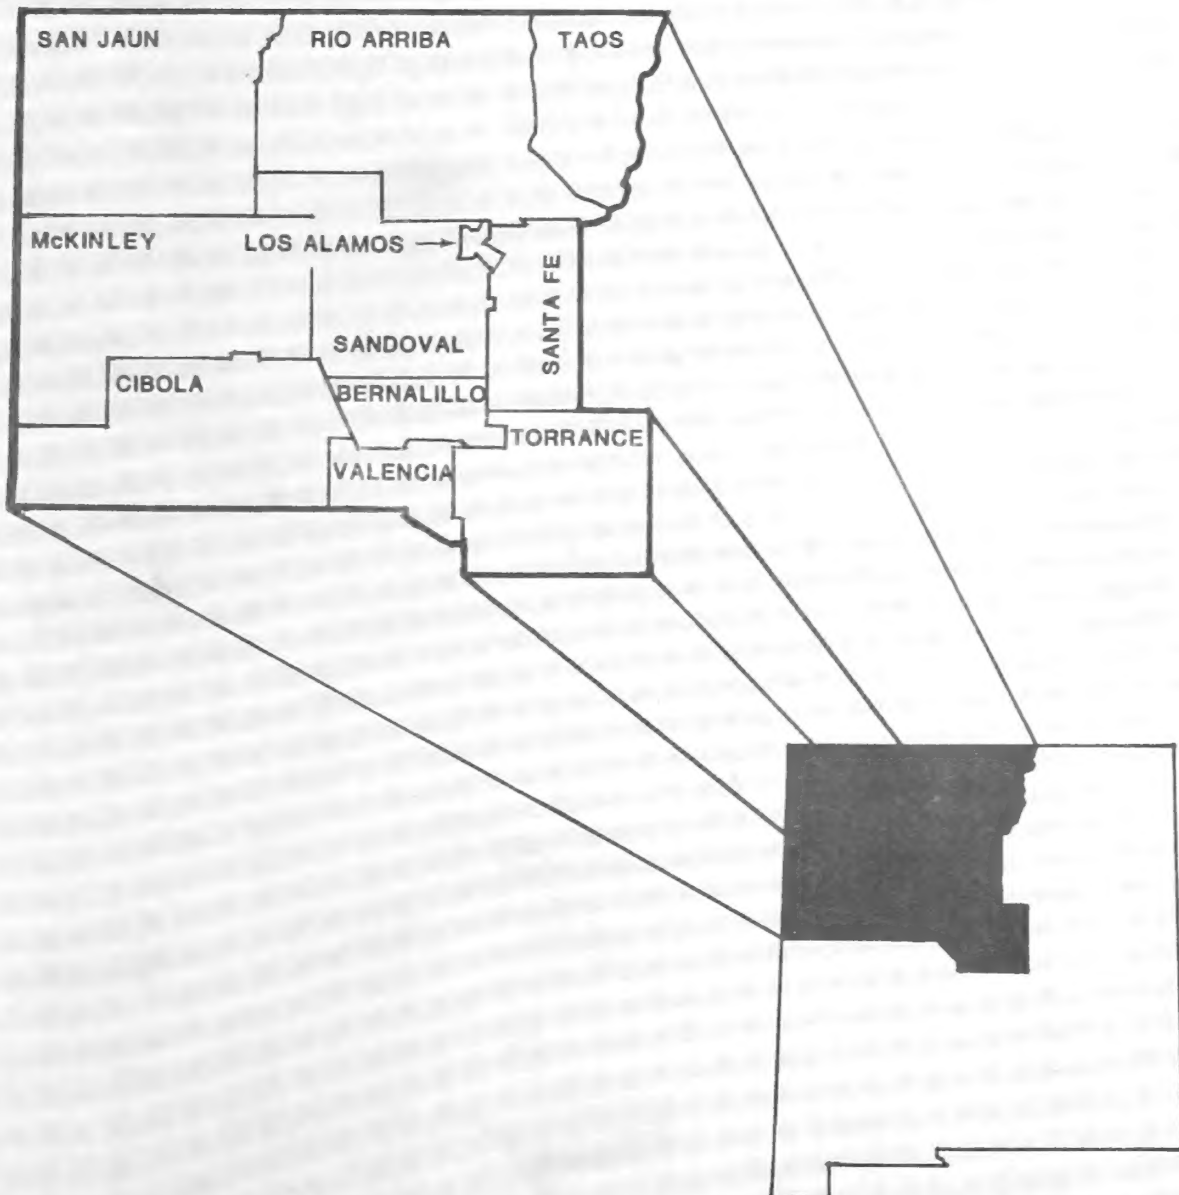 SAN JAUN
RIO ARRIBA
TAOS
McKINLEY
LOS ALAMOS
SANTA FE
SANDOVAL
CIBOLA
BERNALILLO
TORRANCE
VALENCIA